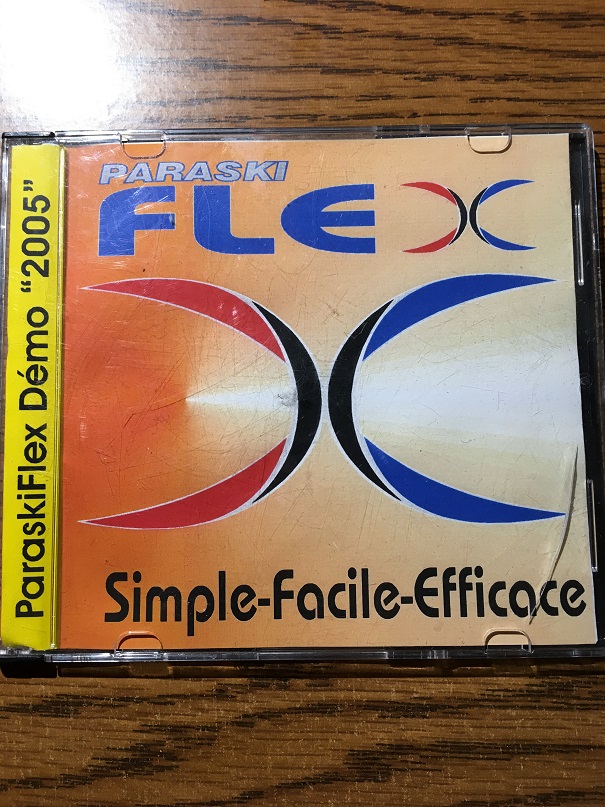 PARASKI
FLEX
ParaskiFlex Démo "2005"
Simple-Facile-Efficace